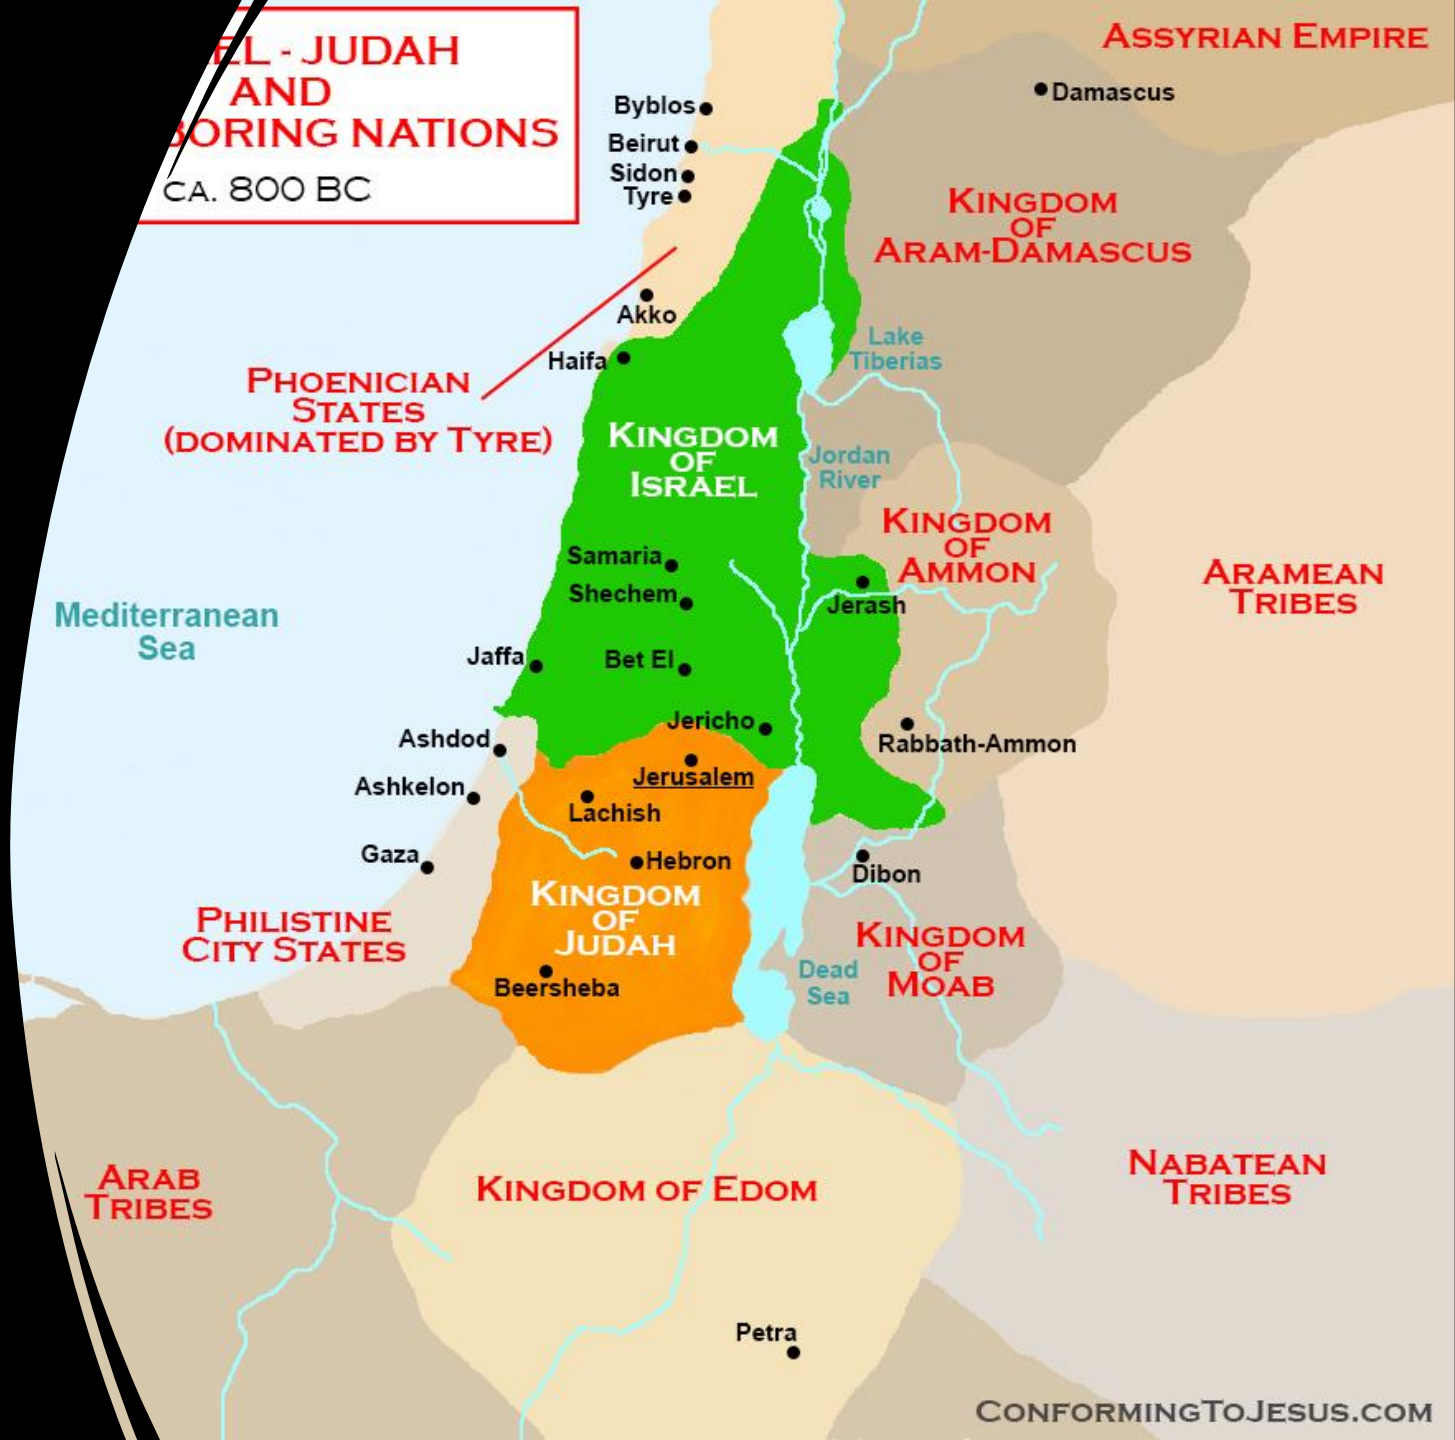 EL - JUDAH
AND
BORING NATIONS
CA. 800 BC
ASSYRIAN EMPIRE
Damascus
Byblos
Beirut
Sidon
Tyre
KINGDOM
OF
ARAM-DAMASCUS
Akko
Haifa
Lake
Tiberias
PHOENICIAN
STATES
(DOMINATED BY TYRE)
KINGDOM
OF
ISRAEL
Jordan
River
KINGDOM
OF
AMMON
ARAMEAN
TRIBES
Samaria
Shechem
Jerash
Mediterranean
Sea
Jaffa
Bet El
Jericho
Rabbath-Ammon
Ashdod
Jerusalem
Ashkelon
Lachish
Gaza
Hebron
Dibon
KINGDOM
OF
JUDAH
PHILISTINE
CITY STATES
KINGDOM
OF
MOAB
Beersheba
Dead
Sea
ARAB
TRIBES
KINGDOM OF EDOM
NABATEAN
TRIBES
Petra
CONFORMINGTOJESUS.COM